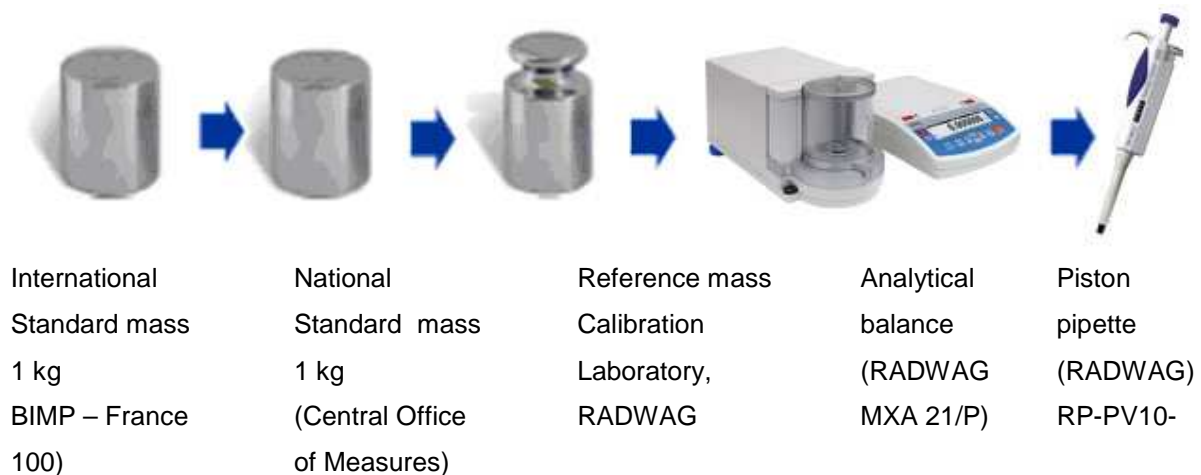 International
Standard mass
1 kg
BIMP – France
100)
National
Standard mass
1 kg
(Central Office
of Measures)
Reference mass
Calibration
Laboratory,
RADWAG
Analytical
balance
(RADWAG
MXA 21/P)
Piston
pipette
(RADWAG)
RP-PV10-